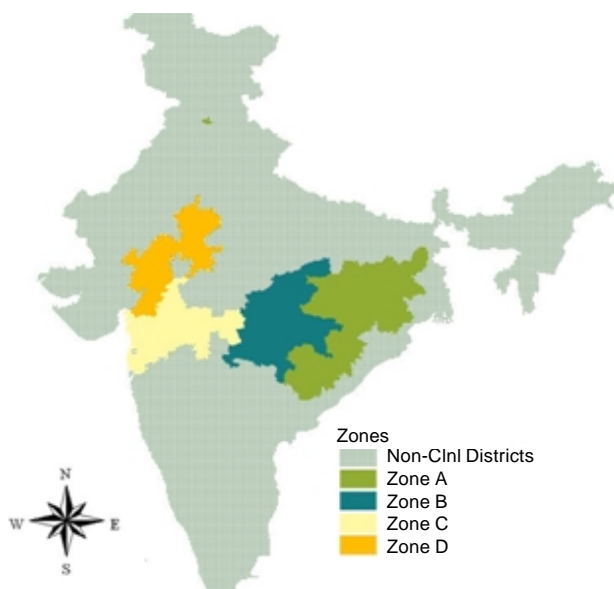 Zones
Non-Clnl Districts
Zone A
Zone B
Zone C
Zone D
N
W E
S